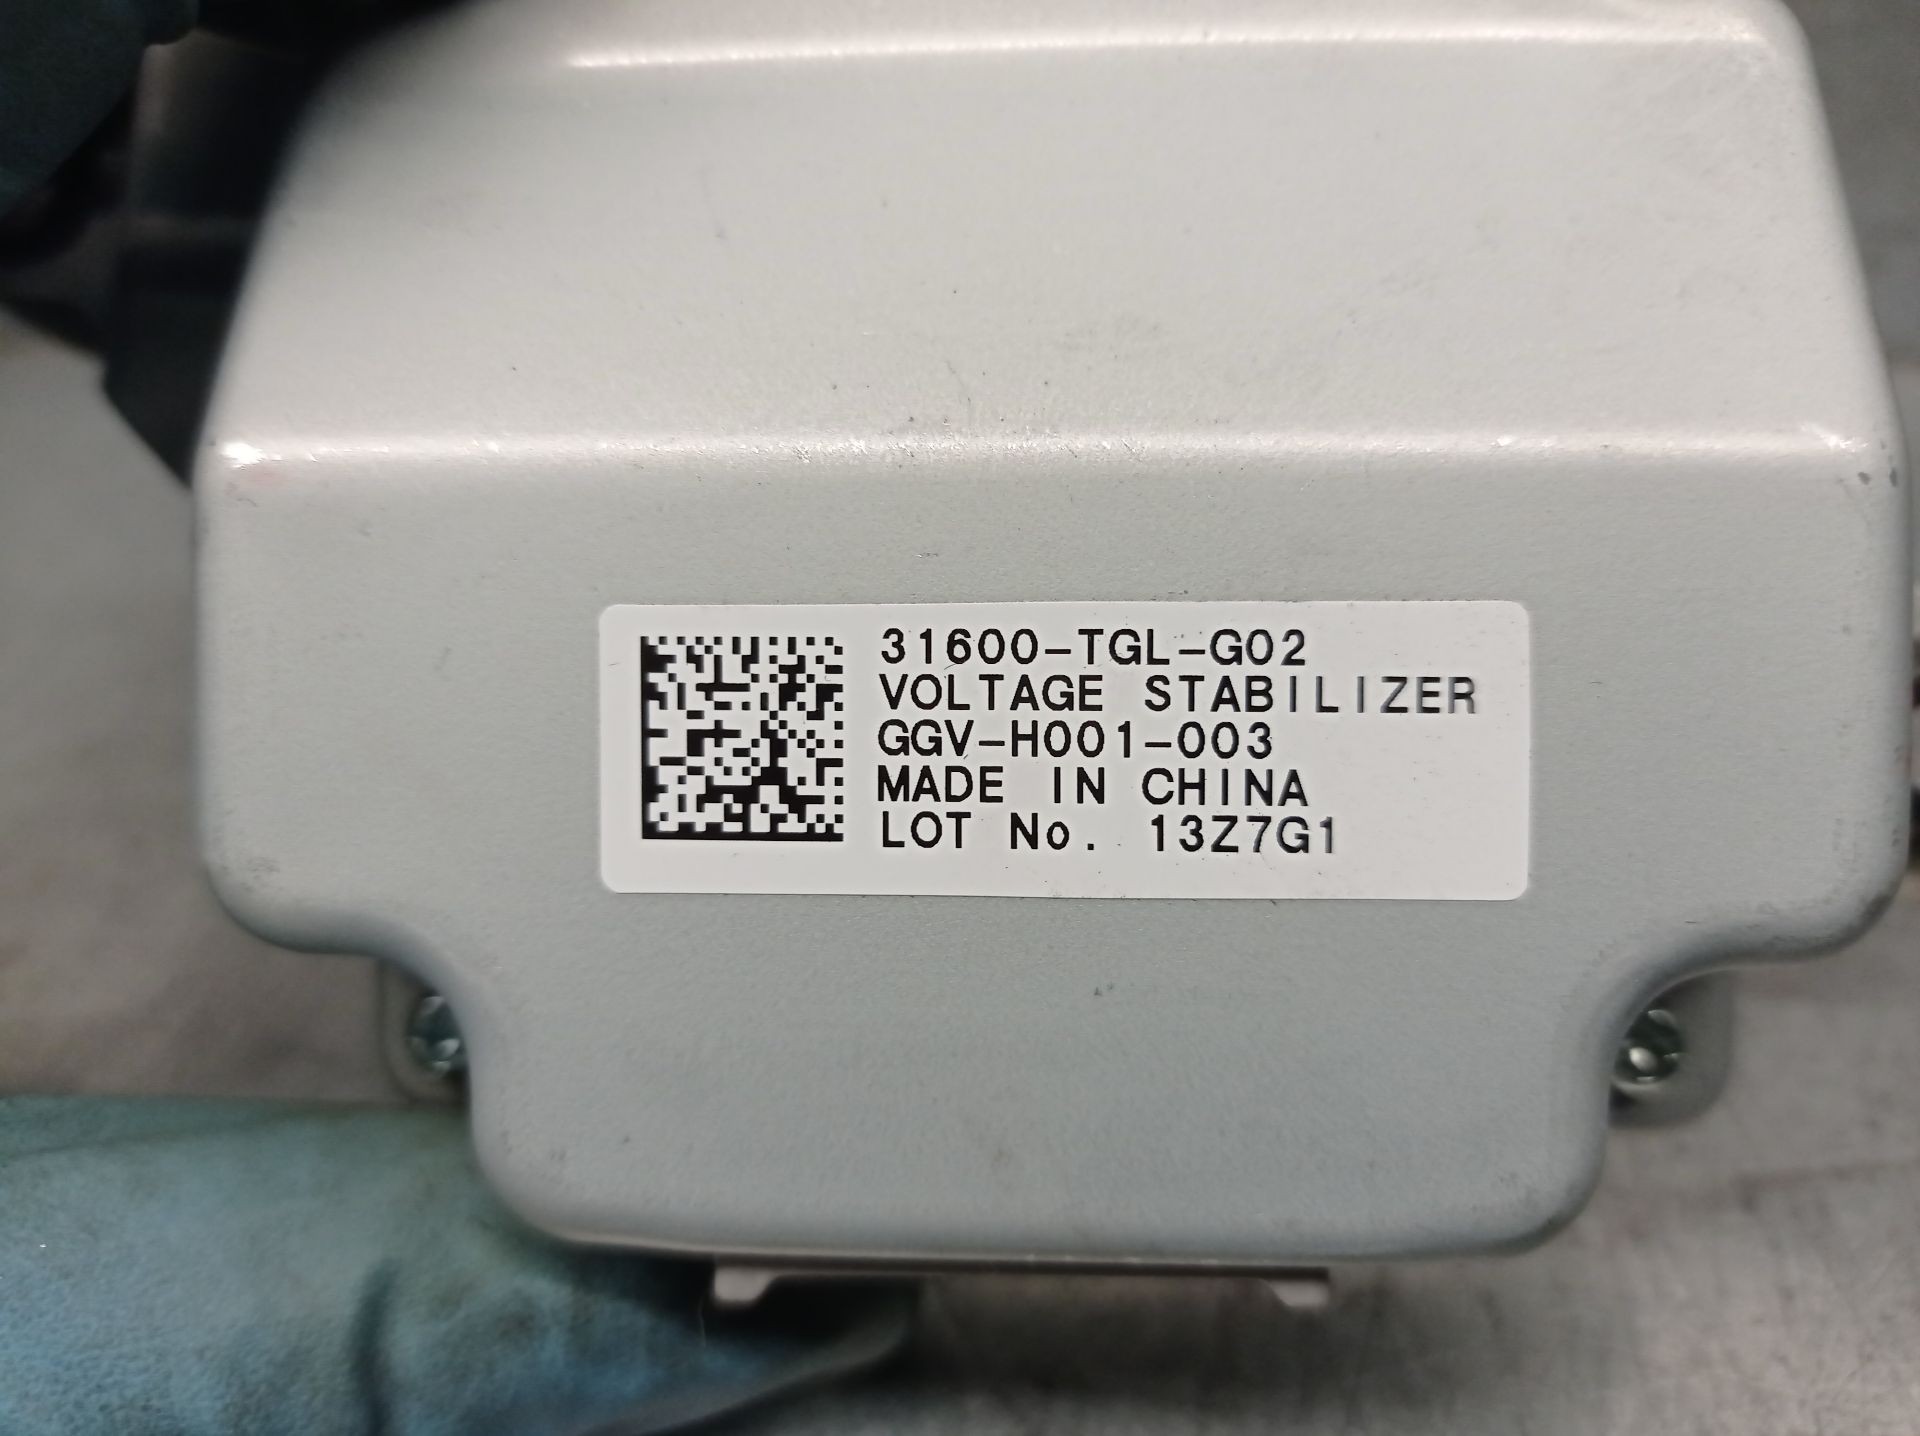 31600-TGL-G02
VOLTAGE STABILIZER
GGV-H001-003
MADE IN CHINA
LOT No. 13Z7G1